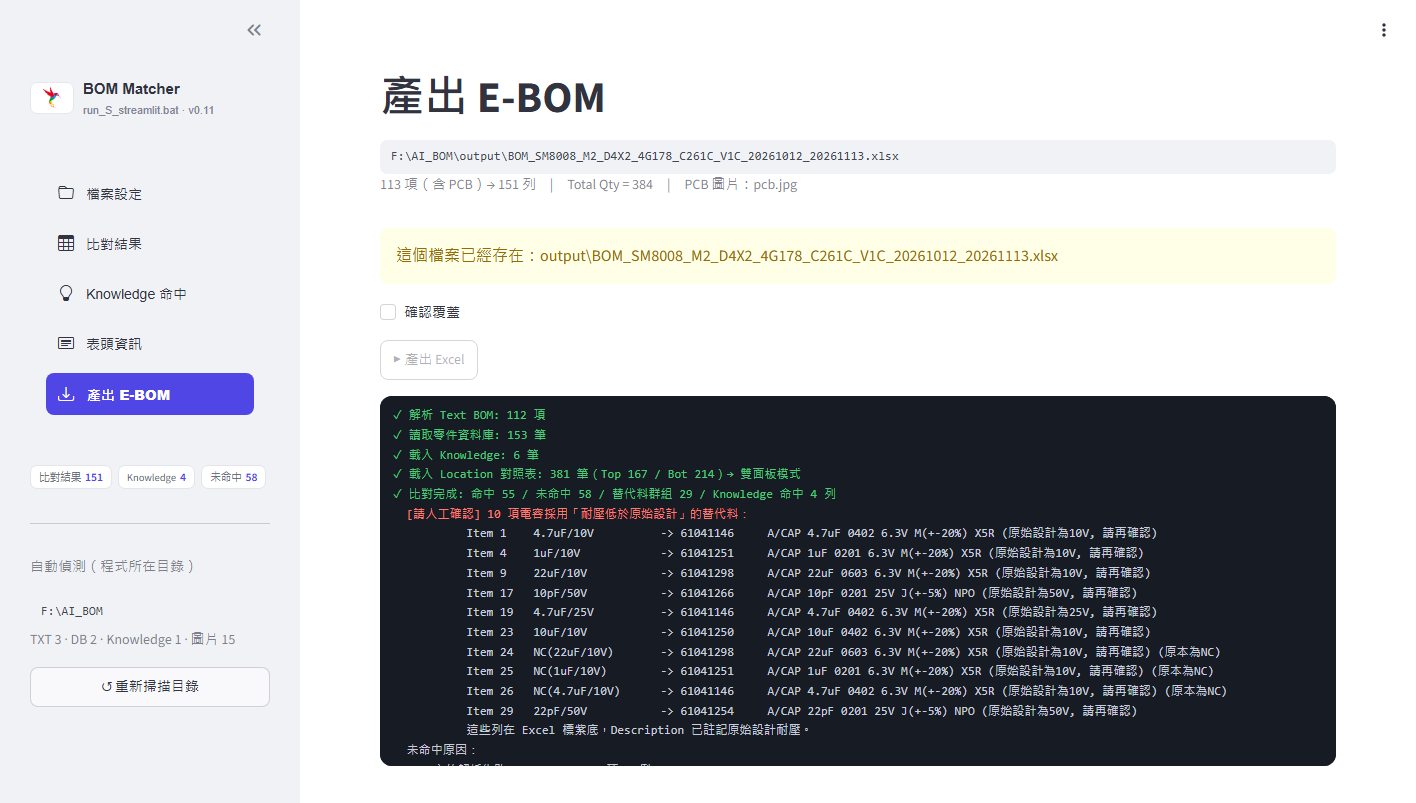 BOM Matcher
run_S_streamlit.bat · v0.11
檔案設定
比對結果
Knowledge 命中
表頭資訊
產出 E-BOM
比對結果 151
Knowledge 4
未命中 58
自動偵測（程式所在目錄）
F:\AI_BOM
TXT 3 · DB 2 · Knowledge 1 · 圖片 15
↺ 重新掃描目錄
產出 E-BOM
F:\AI_BOM\output\BOM_SM8008_M2_D4X2_4G178_C261C_V1C_20261012_20261113.xlsx
113 項（含 PCB）→ 151 列 | Total Qty = 384 | PCB 圖片：pcb.jpg
這個檔案已經存在：output\BOM_SM8008_M2_D4X2_4G178_C261C_V1C_20261012_20261113.xlsx
確認覆蓋
▶ 產出 Excel
✓ 解析 Text BOM: 112 項
✓ 讀取零件資料庫: 153 筆
✓ 載入 Knowledge: 6 筆
✓ 載入 Location 對照表: 381 筆（Top 167 / Bot 214）→ 雙面板模式
✓ 比對完成: 命中 55 / 未命中 58 / 替代料群組 29 / Knowledge 命中 4 列
[請人工確認] 10 項電容採用「耐壓低於原始設計」的替代料：
Item 1 4.7uF/10V -> 61041146 A/CAP 4.7uF 0402 6.3V M(+-20%) X5R (原始設計為10V, 請再確認)
Item 4 1uF/10V -> 61041251 A/CAP 1uF 0201 6.3V M(+-20%) X5R (原始設計為10V, 請再確認)
Item 9 22uF/10V -> 61041298 A/CAP 22uF 0603 6.3V M(+-20%) X5R (原始設計為10V, 請再確認)
Item 17 10pF/50V -> 61041266 A/CAP 10pF 0201 25V J(+-5%) NPO (原始設計為50V, 請再確認)
Item 19 4.7uF/25V -> 61041146 A/CAP 4.7uF 0402 6.3V M(+-20%) X5R (原始設計為25V, 請再確認)
Item 23 10uF/10V -> 61041250 A/CAP 10uF 0402 6.3V M(+-20%) X5R (原始設計為10V, 請再確認)
Item 24 NC(22uF/10V) -> 61041298 A/CAP 22uF 0603 6.3V M(+-20%) X5R (原始設計為10V, 請再確認) (原本為NC)
Item 25 NC(1uF/10V) -> 61041251 A/CAP 1uF 0201 6.3V M(+-20%) X5R (原始設計為10V, 請再確認) (原本為NC)
Item 26 NC(4.7uF/10V) -> 61041146 A/CAP 4.7uF 0402 6.3V M(+-20%) X5R (原始設計為10V, 請再確認) (原本為NC)
Item 29 22pF/50V -> 61041254 A/CAP 22pF 0201 25V J(+-5%) NPO (原始設計為50V, 請再確認)
這些列在 Excel 標紫底，Description 已註記原始設計耐壓。
未命中原因：